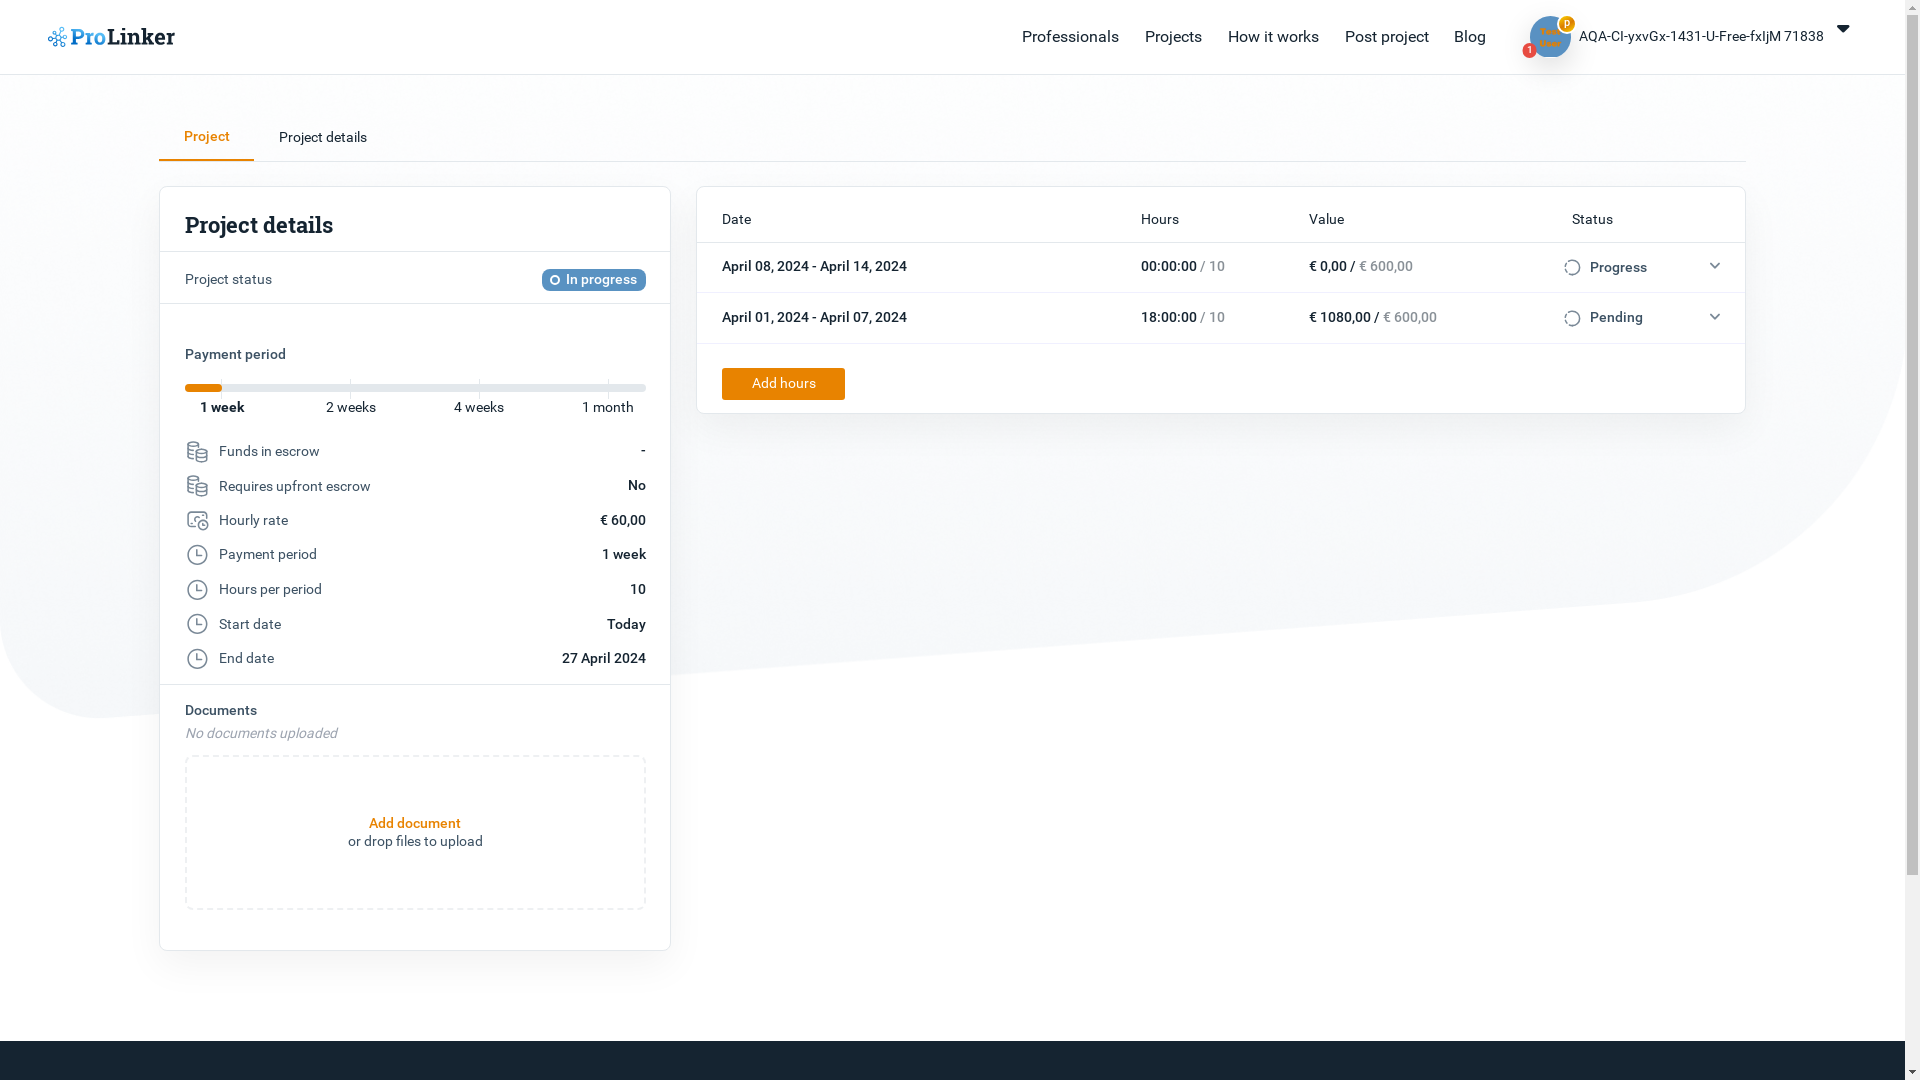 ProLinker
Professionals
Projects
How it works
Post project
Blog
p
1
AQA-CI-yxvGx-1431-U-Free-fxIjM 71838
Project
Project details
Project details
Project status
In progress
Payment period
1 week
2 weeks
4 weeks
1 month
Funds in escrow
-
Requires upfront escrow
No
Hourly rate
€ 60,00
Payment period
1 week
Hours per period
10
Start date
Today
End date
27 April 2024
Documents
No documents uploaded
Add document
or drop files to upload
Date
Hours
Value
Status
April 08, 2024 - April 14, 2024
00:00:00 / 10
€ 0,00 / € 600,00
Progress
April 01, 2024 - April 07, 2024
18:00:00 / 10
€ 1080,00 / € 600,00
Pending
Add hours